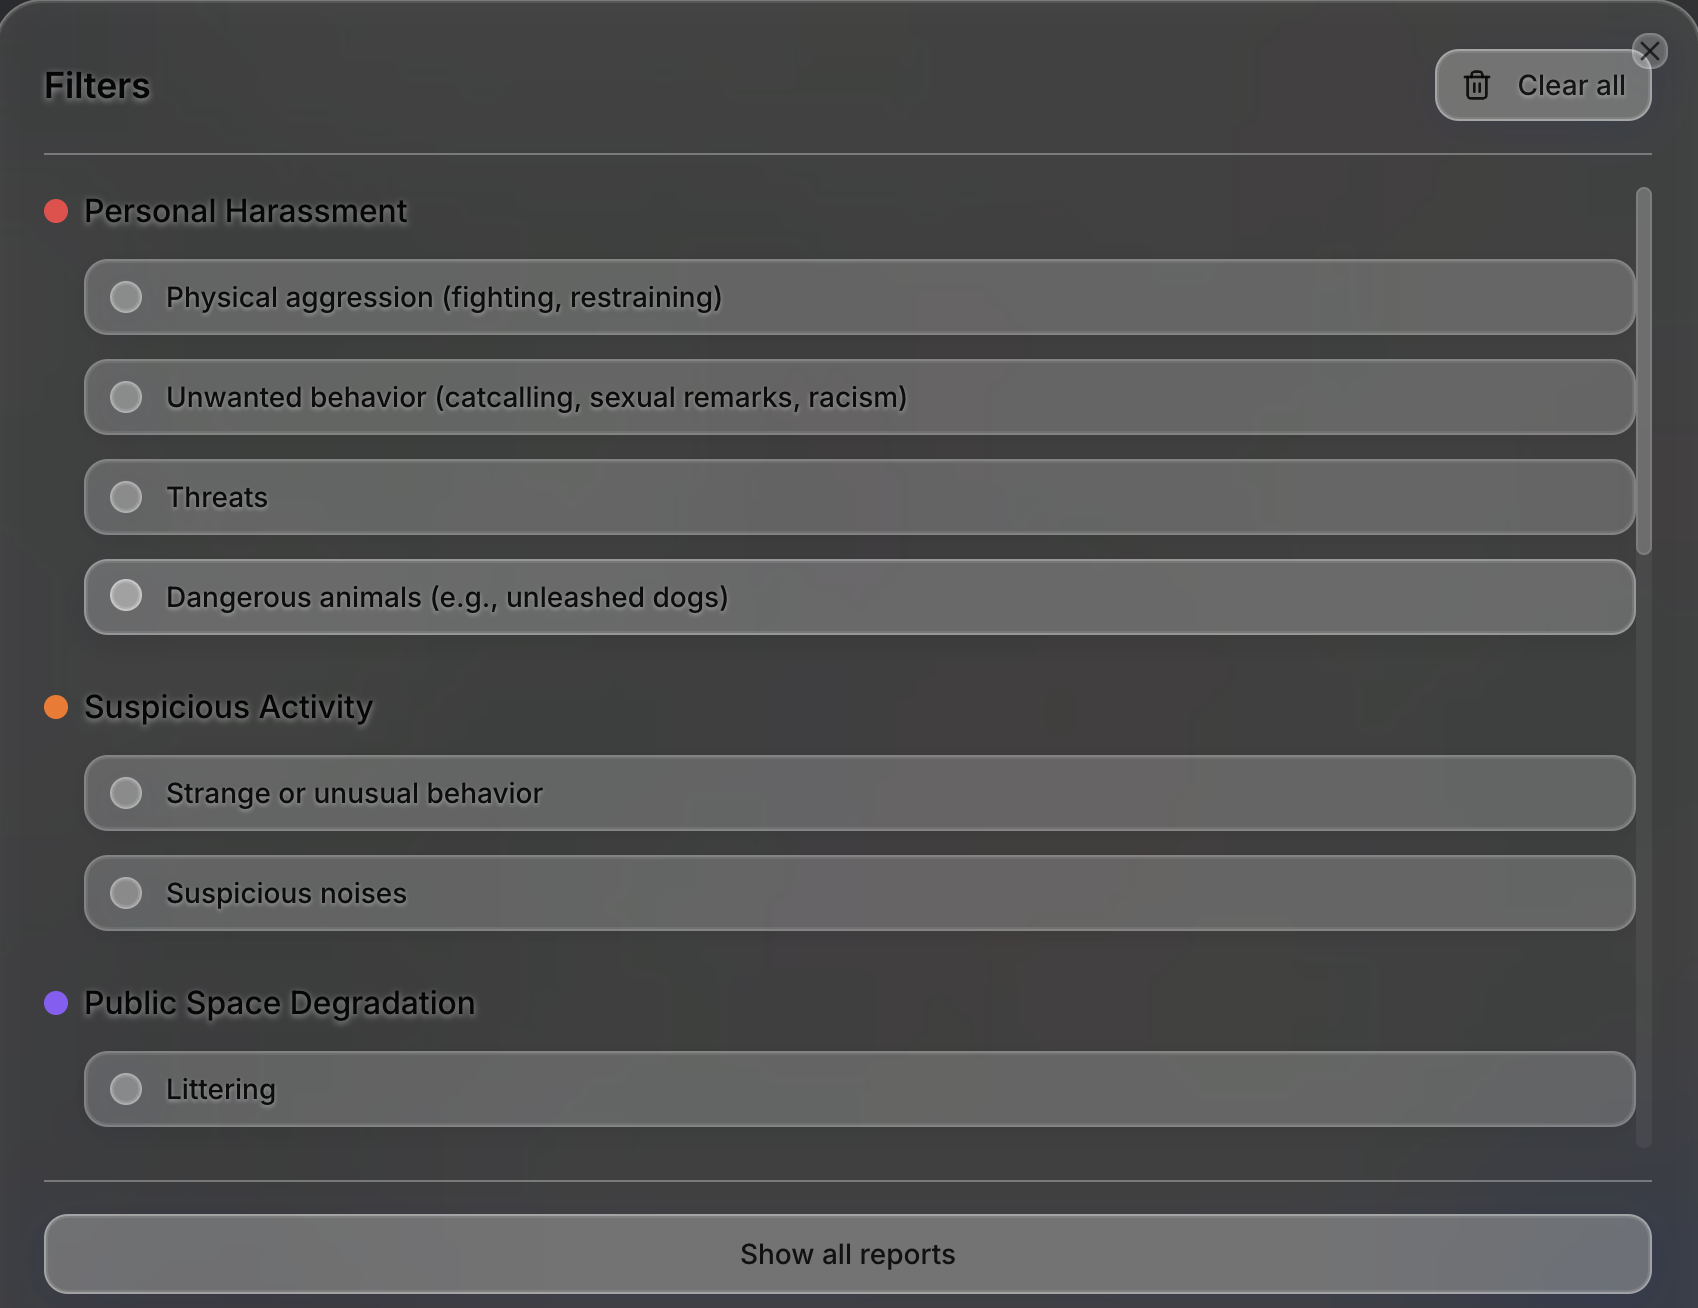 Filters
Clear all
Personal Harassment
Physical aggression (fighting, restraining)
Unwanted behavior (catcalling, sexual remarks, racism)
Threats
Dangerous animals (e.g., unleashed dogs)
Suspicious Activity
Strange or unusual behavior
Suspicious noises
Public Space Degradation
Littering
Show all reports